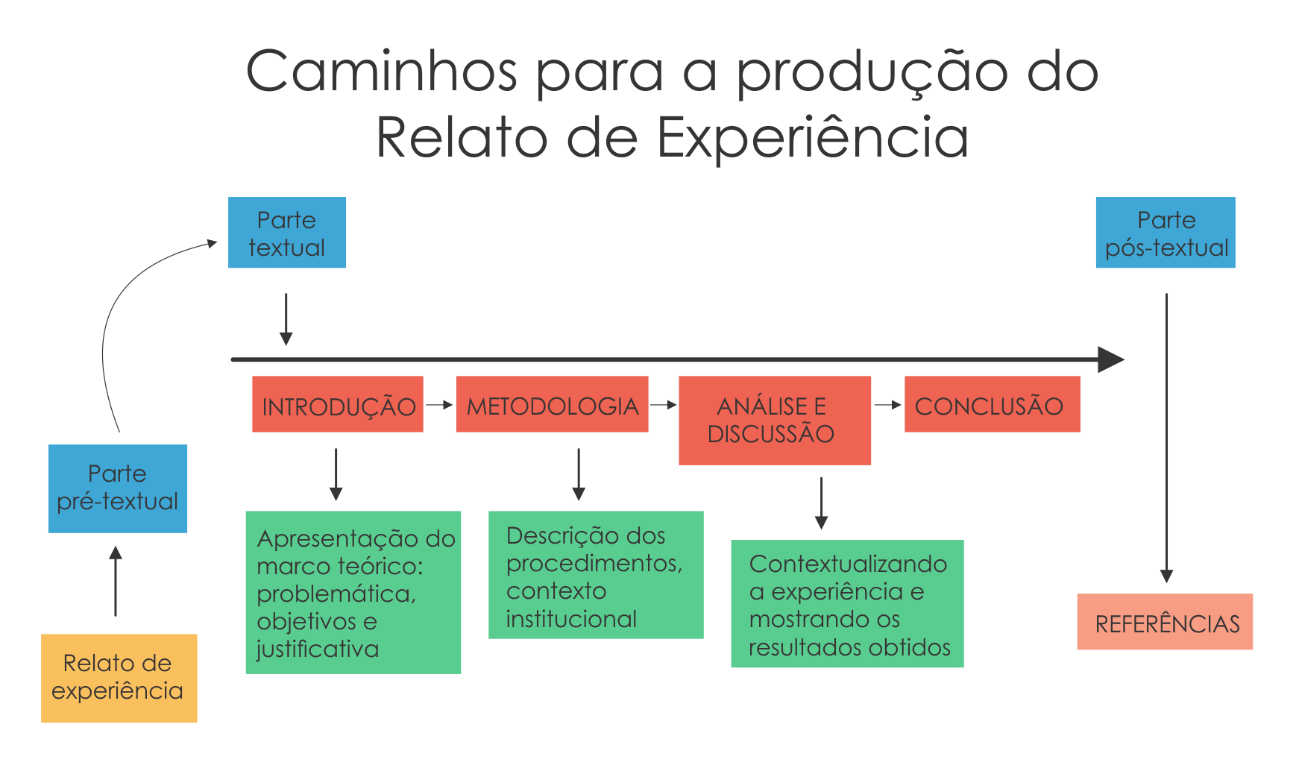 Caminhos para a produção do
Relato de Experiência
Parte
textual
Parte
pós-textual
INTRODUÇÃO
METODOLOGIA
ANÁLISE E
DISCUSSÃO
CONCLUSÃO
Parte
pré-textual
Apresentação do
marco teórico:
problemática,
objetivos e
justificativa
Descrição dos
procedimentos,
contexto
institucional
Contextualizando
a experiência e
mostrando os
resultados obtidos
REFERÊNCIAS
Relato de
experiência